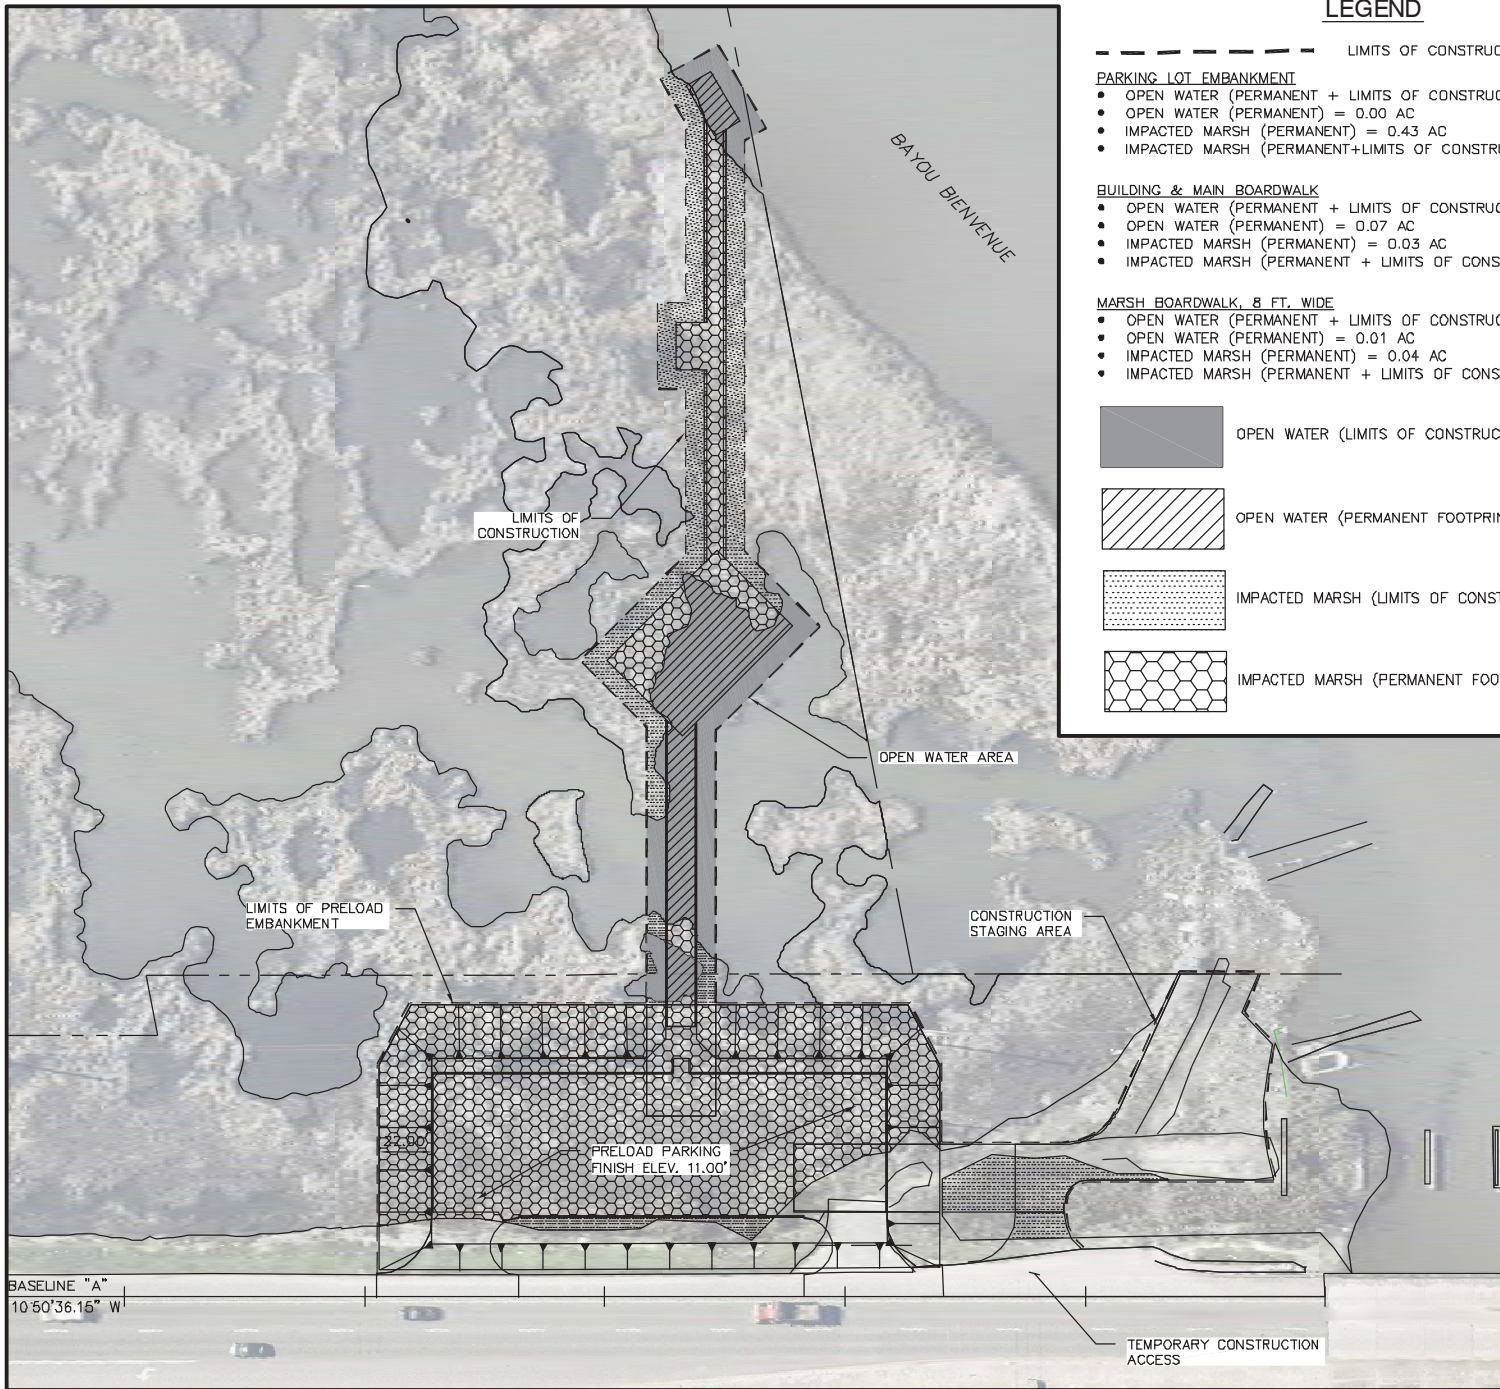 LEGEND
LIMITS OF CONSTRUC
PARKING LOT EMBANKMENT
• OPEN WATER (PERMANENT + LIMITS OF CONSTRUC
• OPEN WATER (PERMANENT) = 0.00 AC
• IMPACTED MARSH (PERMANENT) = 0.43 AC
• IMPACTED MARSH (PERMANENT+LIMITS OF CONSTRU
BUILDING & MAIN BOARDWALK
• OPEN WATER (PERMANENT + LIMITS OF CONSTRUC
• OPEN WATER (PERMANENT) = 0.07 AC
• IMPACTED MARSH (PERMANENT) = 0.03 AC
• IMPACTED MARSH (PERMANENT + LIMITS OF CONS
MARSH BOARDWALK, 8 FT. WIDE
• OPEN WATER (PERMANENT + LIMITS OF CONSTRUC
• OPEN WATER (PERMANENT) = 0.01 AC
• IMPACTED MARSH (PERMANENT) = 0.04 AC
• IMPACTED MARSH (PERMANENT + LIMITS OF CONS
OPEN WATER (LIMITS OF CONSTRUC
OPEN WATER (PERMANENT FOOTPRIN
IMPACTED MARSH (LIMITS OF CONST
IMPACTED MARSH (PERMANENT FOO
BAYOU BIENVENUE
LIMITS OF
CONSTRUCTION
OPEN WATER AREA
LIMITS OF PRELOAD
EMBANKMENT
CONSTRUCTION
STAGING AREA
22.00
PRELOAD PARKING
FINISH ELEV. 11.00'
BASELINE "A"
10°50'36.15" W
TEMPORARY CONSTRUCTION
ACCESS